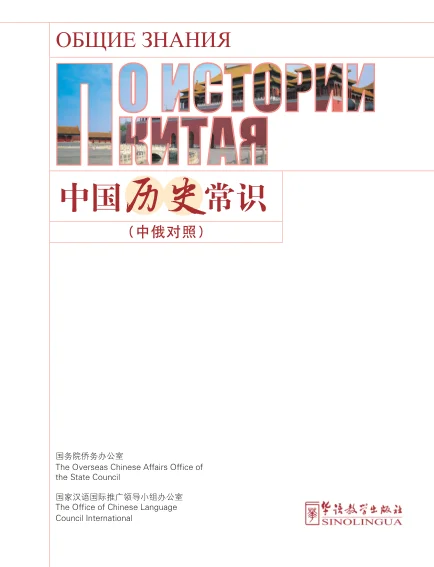 ОБЩИЕ ЗНАНИЯ
ПО ИСТОРИИ
КИТАЯ
中国历史常识
（中俄对照）
国务院侨务办公室
The Overseas Chinese Affairs Office of
the State Council
国家汉语国际推广领导小组办公室
The Office of Chinese Language
Council International
华语教学出版社
SINOLINGUA